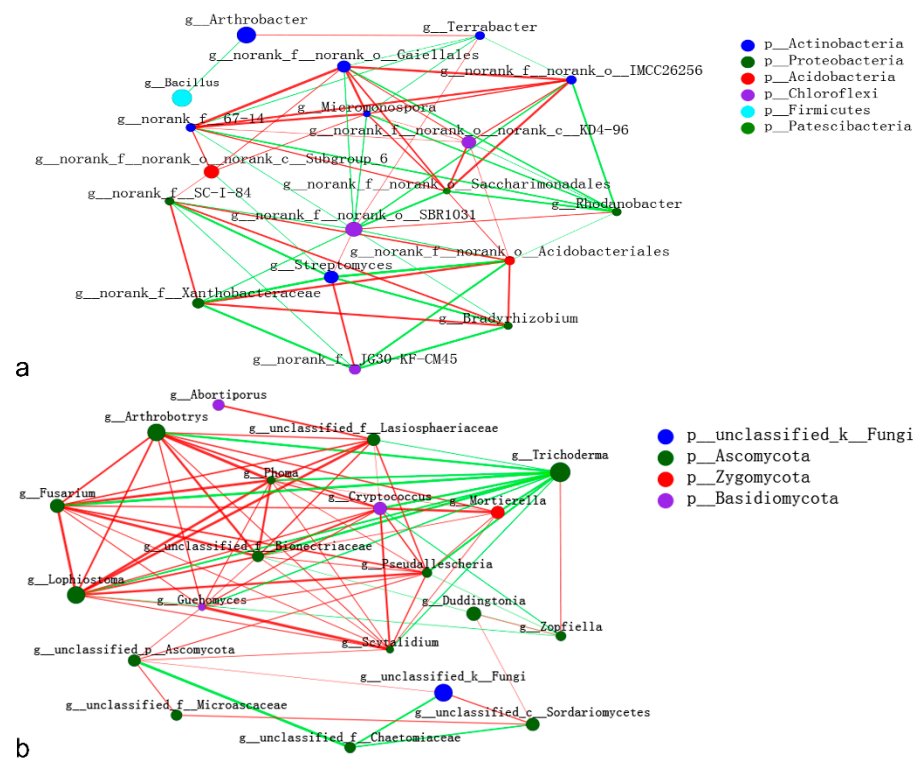 g__Arthrobacter
g__Terrabacter
g__norank_f__norank_o__Gaiellales
g__norank_f__norank_o__IMCC26256
g__Bacillus
g__Micromonospora
g__norank_f__67-14
g__norank_f__norank_o__norank_c__KD4-96
g__norank_f__norank_o__norank_c__Subgroup_6
g__norank_f__norank_o__Saccharimonadales
g__norank_f__SC-I-84
g__Rhodanobacter
g__norank_f__norank_o__SBR1031
g__norank_f__norank_o__Acidobacteriales
g__Streptomyces
g__norank_f__Xanthobacteraceae
g__Bradyrhizobium
g__norank_f__JG30-KF-CM45
p__Actinobacteria
p__Proteobacteria
p__Acidobacteria
p__Chloroflexi
p__Firmicutes
p__Patescibacteria
a
g__Abortiporus
g__Arthrobotrys
g__unclassified_f__Lasiosphaeriaceae
g__Trichoderma
g__Phoma
g__Fusarium
g__Cryptococcus
g__Mortierella
g__unclassified_f__Bionectriaceae
g__Pseudallescheria
g__Lophiostoma
g__Guehomyces
g__Duddingtonia
g__Zopfiella
g__Scytalidium
g__unclassified_p__Ascomycota
g__unclassified_k__Fungi
g__unclassified_f__Microascaceae
g__unclassified_c__Sordariomycetes
g__unclassified_f__Chaetomiaceae
p__unclassified_k__Fungi
p__Ascomycota
p__Zygomycota
p__Basidiomycota
b